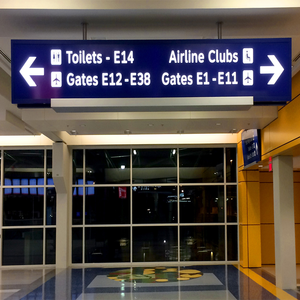 Toilets - E14
Gates E12-E38
Airline Clubs
Gates E1-E11